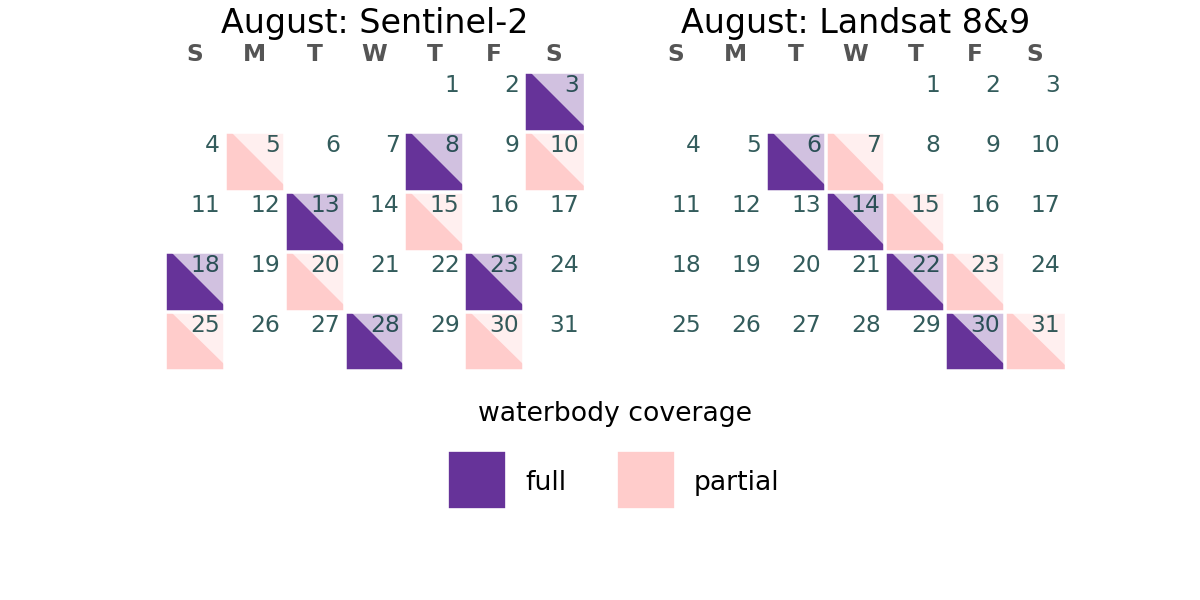 August: Sentinel-2
S M T W T F S
1 2 3
4 5 6 7 8 9 10
11 12 13 14 15 16 17
18 19 20 21 22 23 24
25 26 27 28 29 30 31
August: Landsat 8&9
S M T W T F S
1 2 3
4 5 6 7 8 9 10
11 12 13 14 15 16 17
18 19 20 21 22 23 24
25 26 27 28 29 30 31
waterbody coverage
full partial